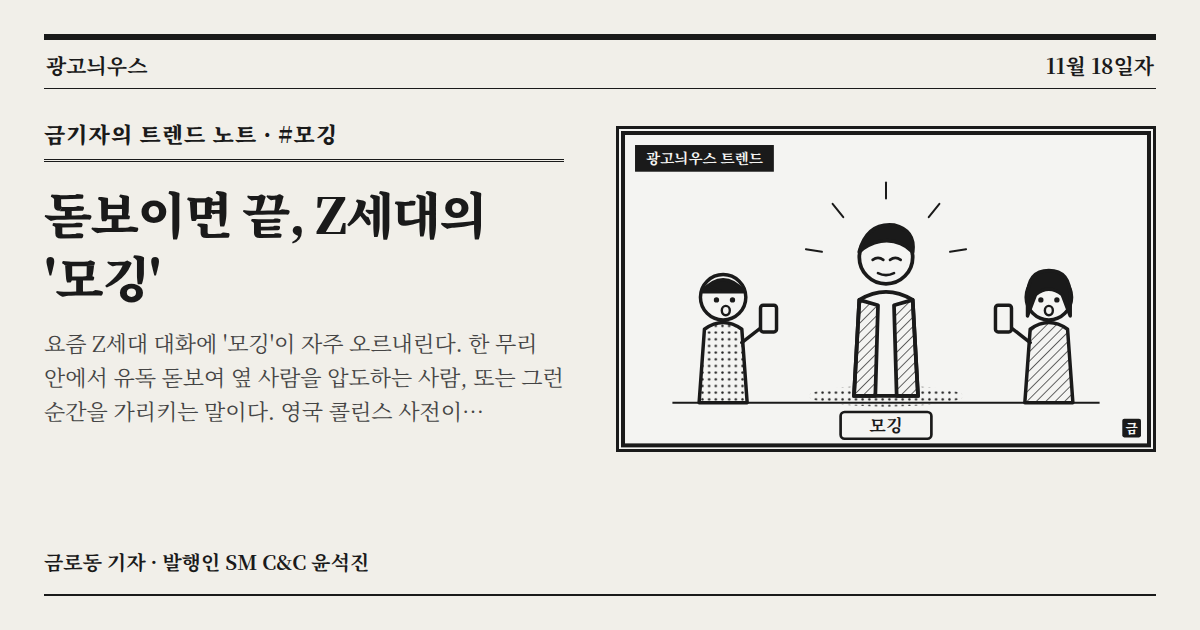 광고늬우스
11월 18일자
금기자의 트렌드 노트 · #모깅
돋보이면 끝, Z세대의
'모깅'
요즘 Z세대 대화에 '모깅'이 자주 오르내린다. 한 무리
안에서 유독 돋보여 옆 사람을 압도하는 사람, 또는 그런
순간을 가리키는 말이다. 영국 콜린스 사전이…
광고늬우스 트렌드
모깅
금
금로동 기자 · 발행인 SM C&C 윤석진